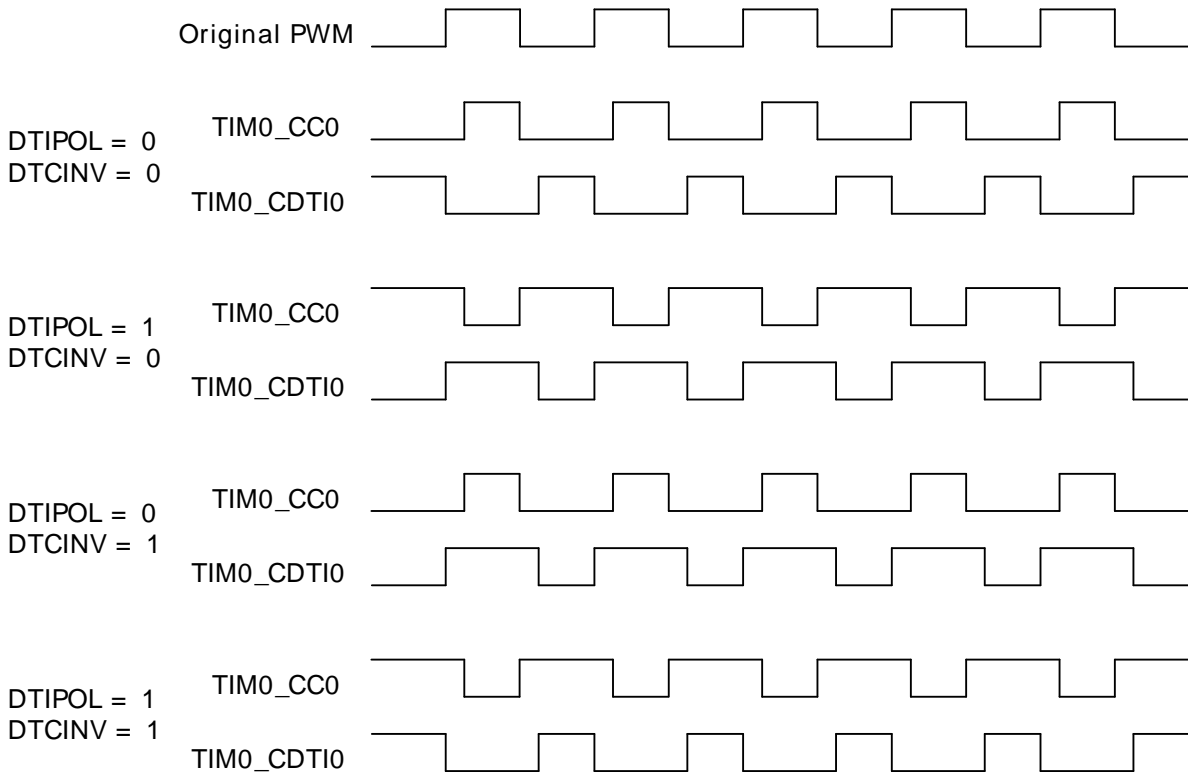 Original PWM
DTIPOL = 0
DTCINV = 0
TIM0_CC0
TIM0_CDTI0
DTIPOL = 1
DTCINV = 0
TIM0_CC0
TIM0_CDTI0
DTIPOL = 0
DTCINV = 1
TIM0_CC0
TIM0_CDTI0
DTIPOL = 1
DTCINV = 1
TIM0_CC0
TIM0_CDTI0